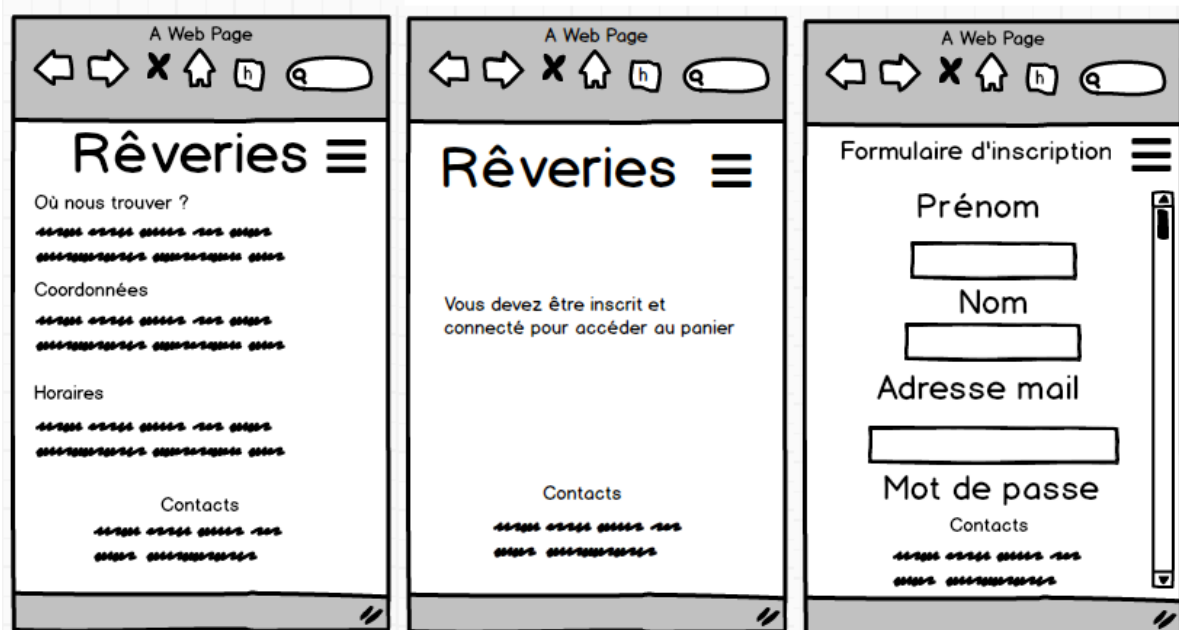 A Web Page
h
Rêveries
Où nous trouver ?
Coordonnées
Horaires
Contacts
A Web Page
h
Rêveries
Vous devez être inscrit et
connecté pour accéder au panier
Contacts
A Web Page
h
Formulaire d'inscription
Prénom
Nom
Adresse mail
Mot de passe
Contacts